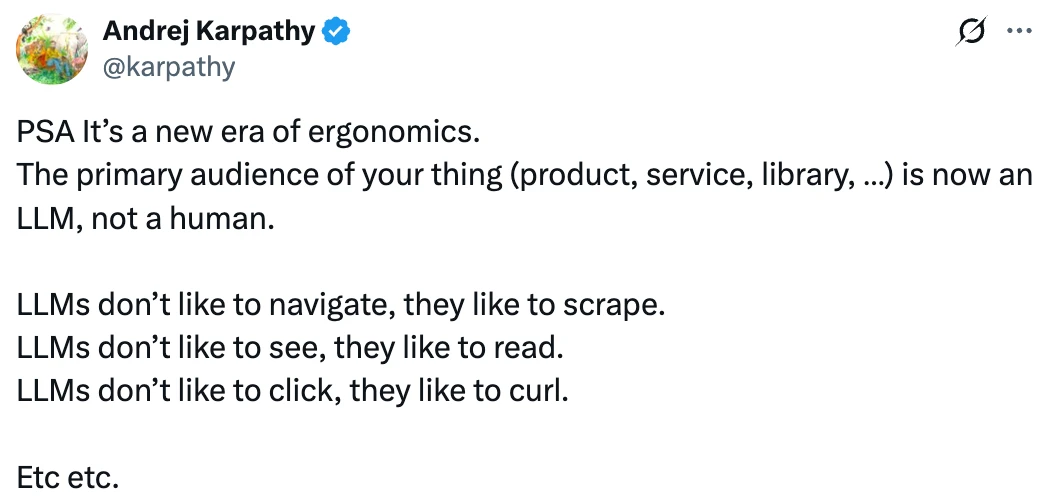 Andrej Karpathy
@karpathy
PSA It’s a new era of ergonomics.
The primary audience of your thing (product, service, library, ...) is now an
LLM, not a human.
LLMs don’t like to navigate, they like to scrape.
LLMs don’t like to see, they like to read.
LLMs don’t like to click, they like to curl.
Etc etc.